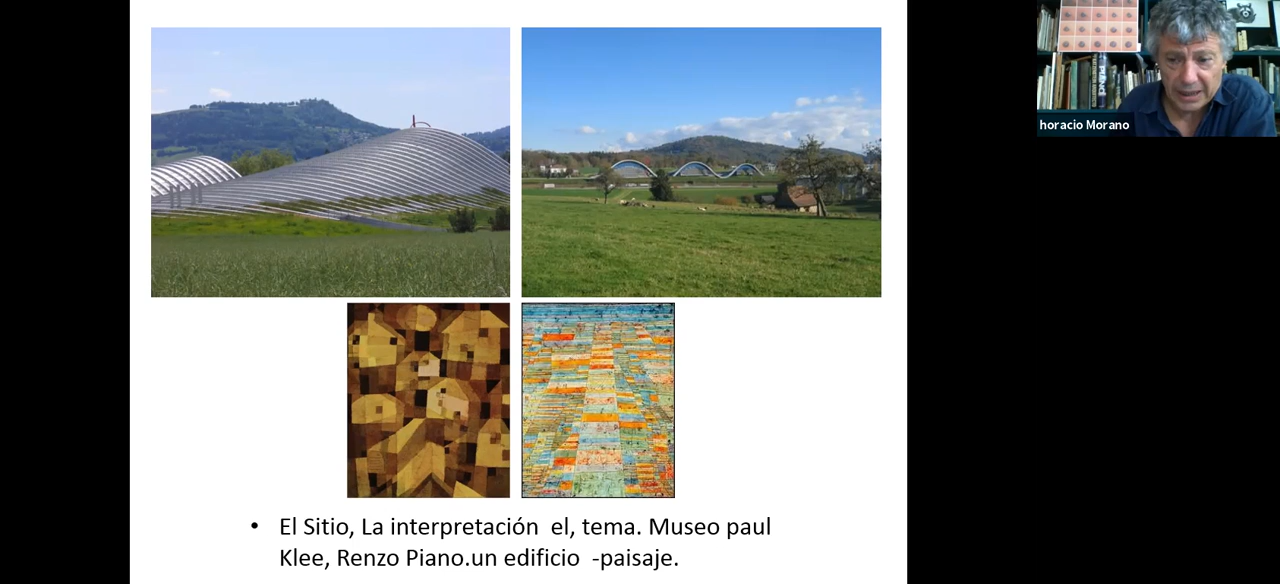 horacio Morano
• El Sitio, La interpretación  el, tema. Museo paul
Klee, Renzo Piano.un edificio  -paisaje.